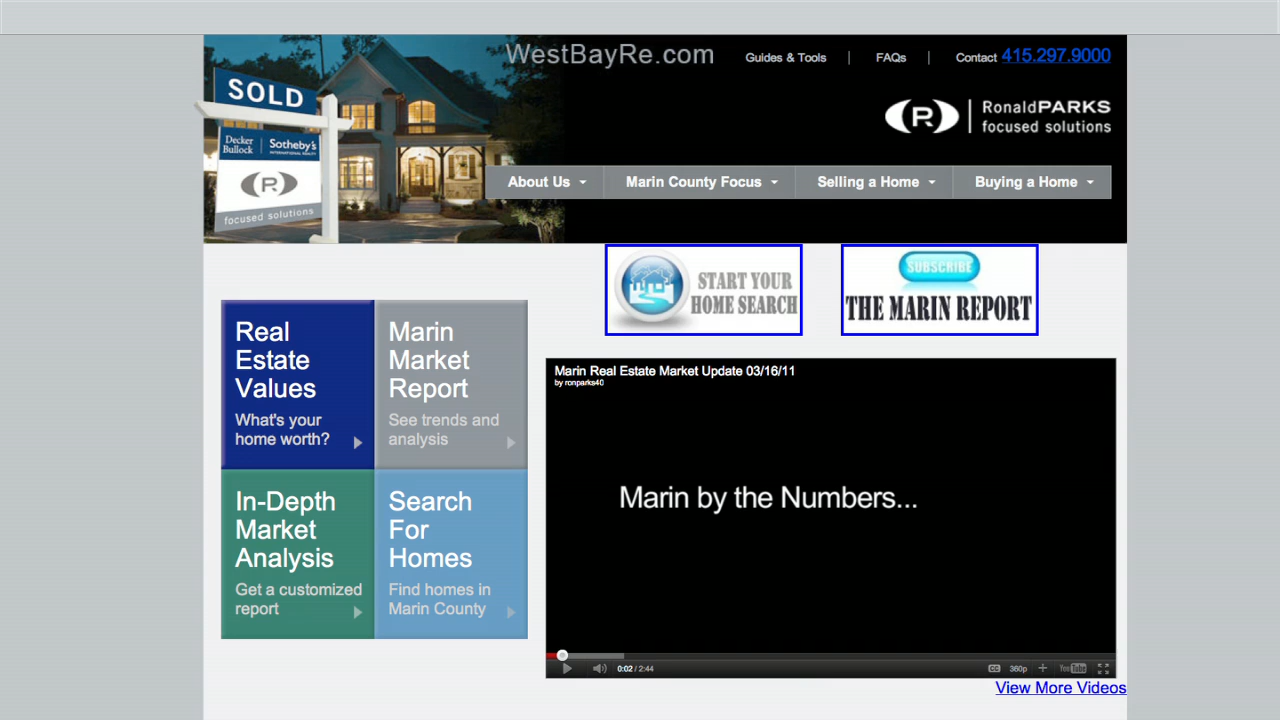 WestBayRe.com
Guides & Tools | FAQs | Contact 415.297.9000
SOLD
Decker Bullock | Sotheby's
INTERNATIONAL REALTY
R
focused solutions
R | RonaldPARKS
focused solutions
About Us
Marin County Focus
Selling a Home
Buying a Home
START YOUR
HOME SEARCH
SUBSCRIBE
THE MARIN REPORT
Real
Estate
Values
What's your
home worth?
Marin
Market
Report
See trends and
analysis
In-Depth
Market
Analysis
Get a customized
report
Search
For
Homes
Find homes in
Marin County
Marin Real Estate Market Update 03/16/11
by ronparks40
Marin by the Numbers...
0:02 / 2:44
CC
360p
YouTube
View More Videos